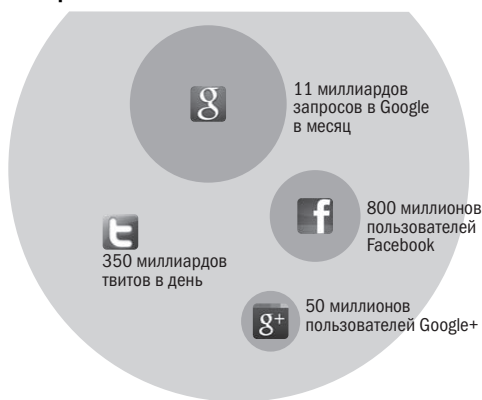 g
11 миллиардов
запросов в Google
в месяц
f
800 миллионов
пользователей
Facebook
t
350 миллиардов
твитов в день
g+
50 миллионов
пользователей Google+